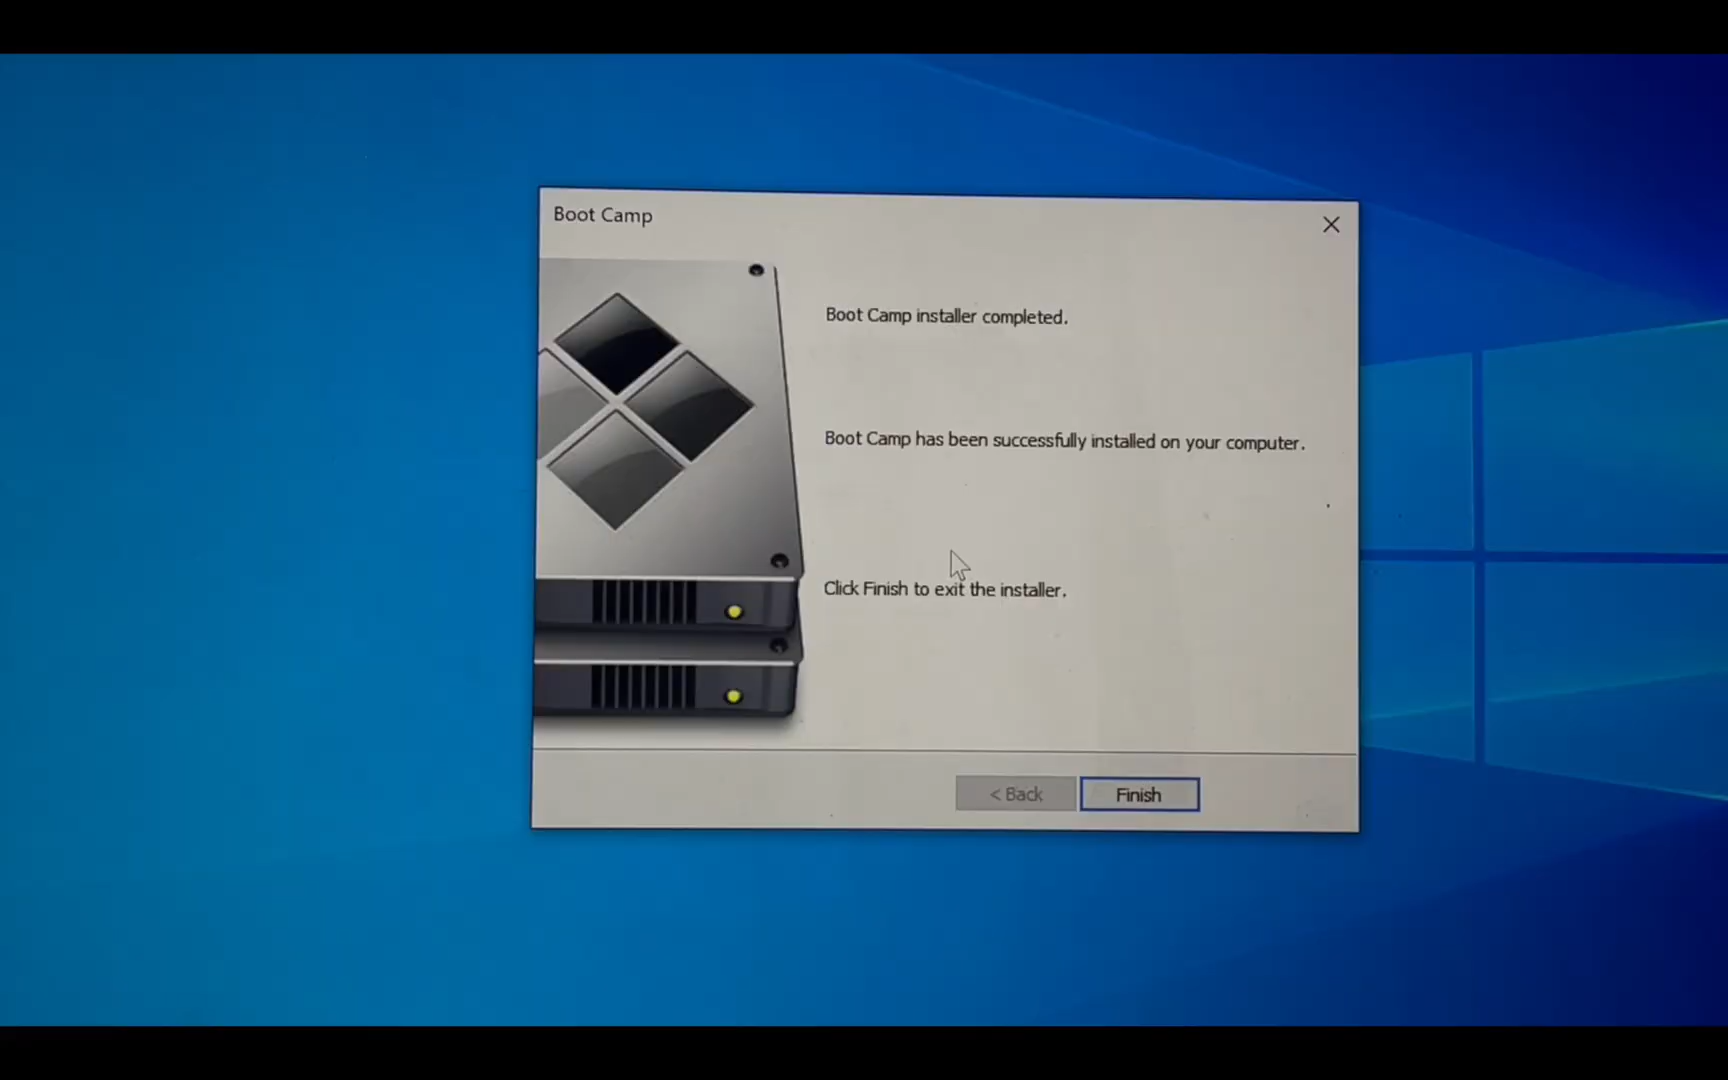 Boot Camp
Boot Camp installer completed.
Boot Camp has been successfully installed on your computer.
Click Finish to exit the installer.
< Back
Finish